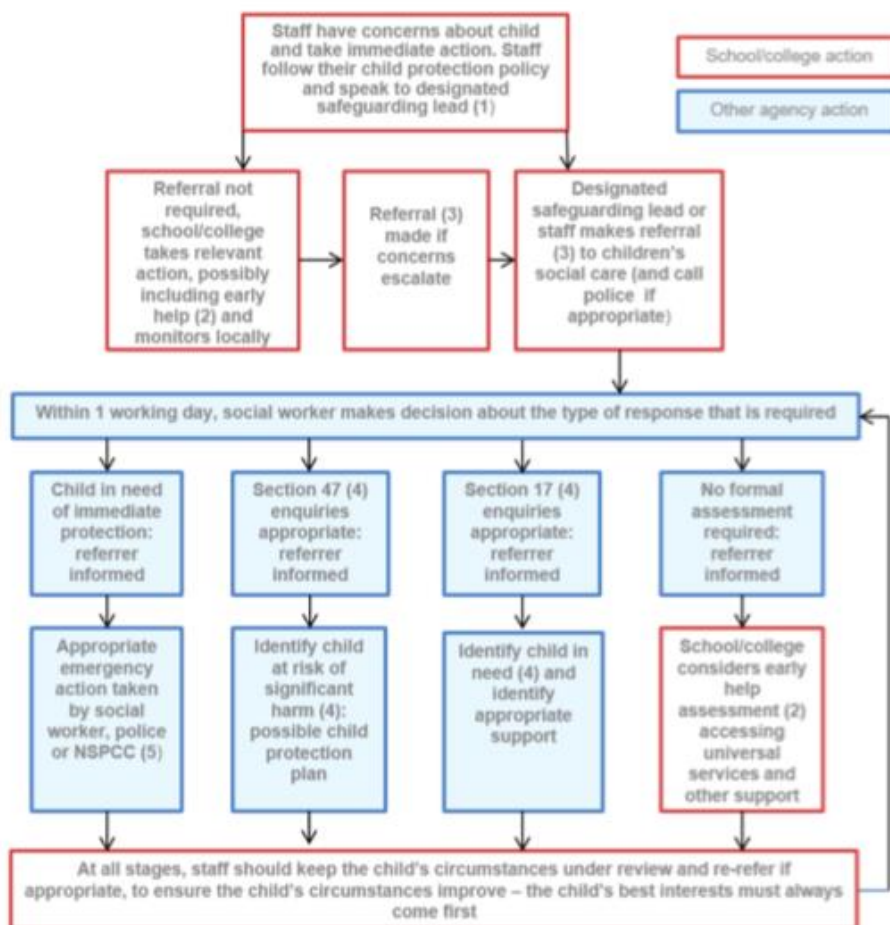 Staff have concerns about child
and take immediate action. Staff
follow their child protection policy
and speak to designated
safeguarding lead (1)
School/college action
Other agency action
Referral not
required,
school/college
takes relevant
action, possibly
including early
help (2) and
monitors locally
Referral (3)
made if
concerns
escalate
Designated
safeguarding lead or
staff makes referral
(3) to children's
social care (and call
police if
appropriate)
Within 1 working day, social worker makes decision about the type of response that is required
Child in need
of immediate
protection:
referrer
informed
Section 47 (4)
enquiries
appropriate:
referrer
informed
Section 17 (4)
enquiries
appropriate:
referrer
informed
No formal
assessment
required:
referrer
informed
Appropriate
emergency
action taken
by social
worker, police
or NSPCC (5)
Identify child
at risk of
significant
harm (4):
possible child
protection
plan
Identify child in
need (4) and
identify
appropriate
support
School/college
considers early
help
assessment (2)
accessing
universal
services and
other support
At all stages, staff should keep the child's circumstances under review and re-refer if
appropriate, to ensure the child's circumstances improve – the child's best interests must always
come first